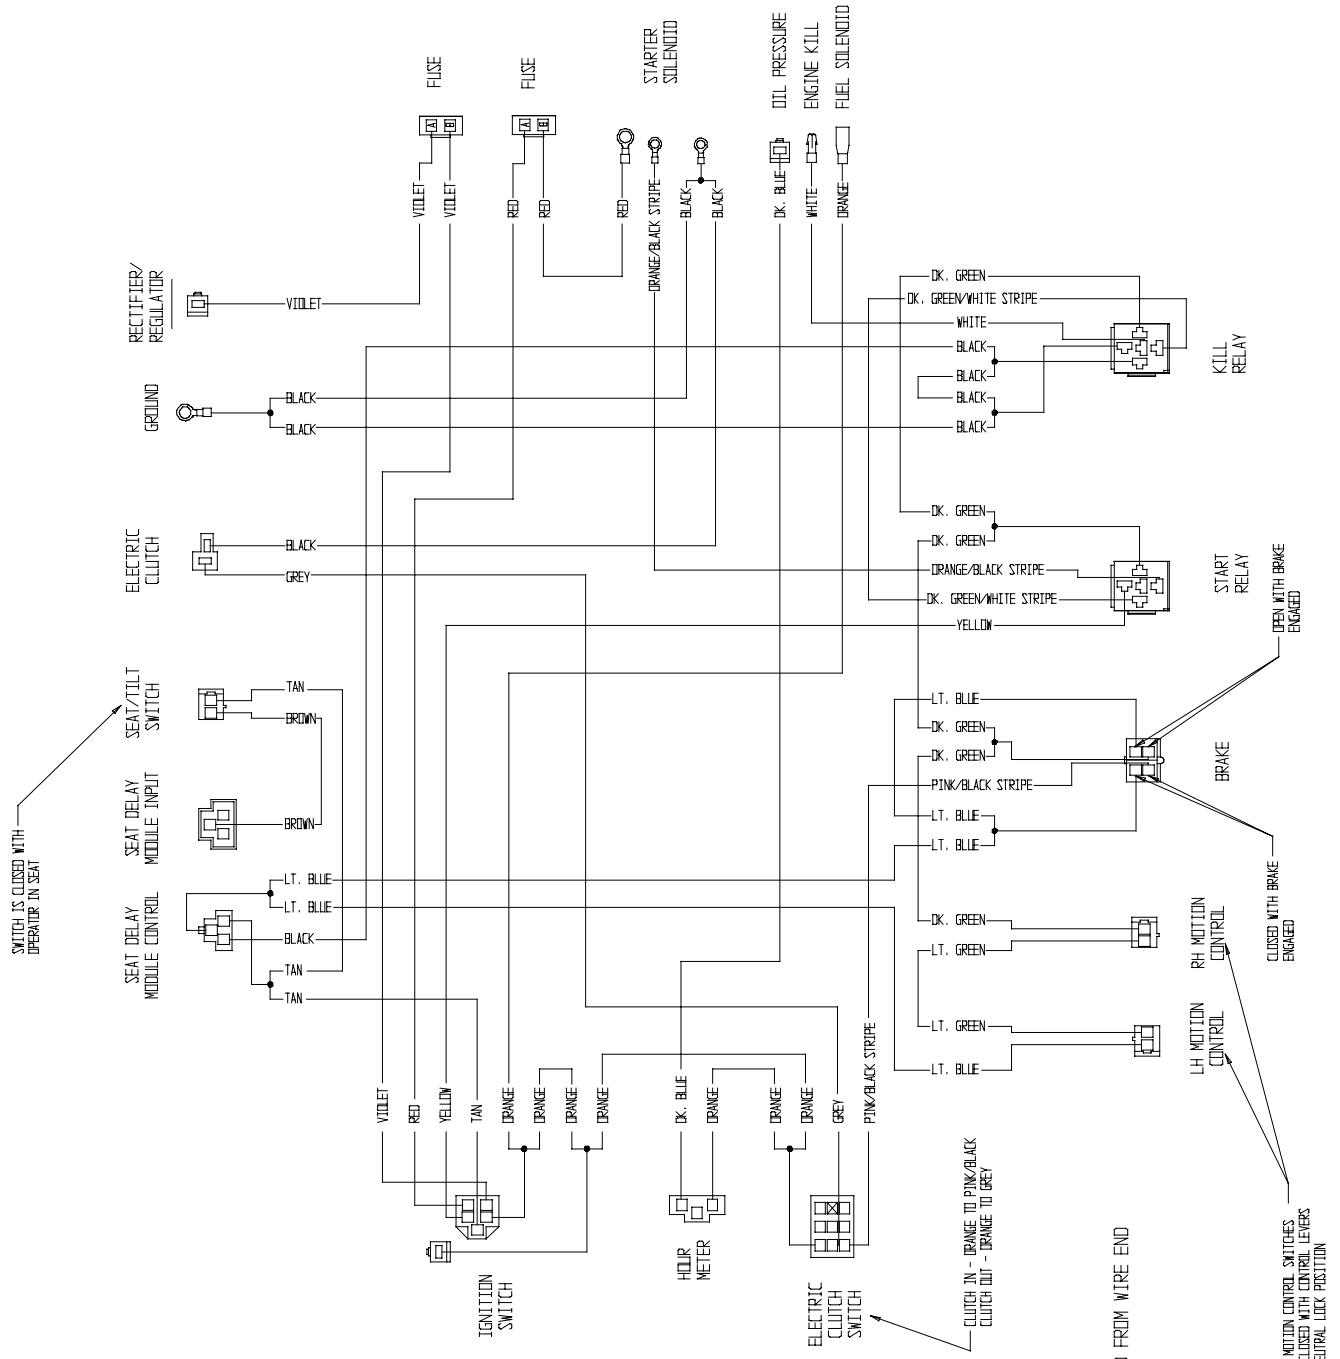 FUSE
FUSE
STARTER
SOLENOID
OIL PRESSURE
ENGINE KILL
FUEL SOLENOID
A
B
A
B
VIOLET
VIOLET
RED
RED
RED
ORANGE/BLACK STRIPE
BLACK
BLACK
DK. BLUE
WHITE
ORANGE
RECTIFIER/
REGULATOR
VIOLET
GROUND
BLACK
BLACK
ELECTRIC
CLUTCH
BLACK
GREY
SEAT/TILT
SWITCH
TAN
BROWN
SEAT DELAY
MODULE INPUT
BROWN
SEAT DELAY
MODULE CONTROL
LT. BLUE
LT. BLUE
BLACK
TAN
TAN
SWITCH IS CLOSED WITH
OPERATOR IN SEAT
DK. GREEN
DK. GREEN/WHITE STRIPE
WHITE
BLACK
BLACK
BLACK
BLACK
KILL
RELAY
DK. GREEN
DK. GREEN
ORANGE/BLACK STRIPE
DK. GREEN/WHITE STRIPE
YELLOW
START
RELAY
OPEN WITH BRAKE
ENGAGED
LT. BLUE
DK. GREEN
DK. GREEN
PINK/BLACK STRIPE
LT. BLUE
LT. BLUE
BRAKE
CLOSED WITH BRAKE
ENGAGED
DK. GREEN
LT. GREEN
RH MOTION
CONTROL
LT. GREEN
LT. BLUE
LH MOTION
CONTROL
VIOLET
RED
YELLOW
TAN
ORANGE
ORANGE
ORANGE
ORANGE
DK. BLUE
ORANGE
ORANGE
ORANGE
GREY
PINK/BLACK STRIPE
IGNITION
SWITCH
HOUR
METER
ELECTRIC
CLUTCH
SWITCH
CLUTCH IN - ORANGE TO PINK/BLACK
CLUTCH OUT - ORANGE TO GREY
FROM WIRE END
MOTION CONTROL SWITCHES
CLOSED WITH CONTROL LEVERS
LOCK POSITION